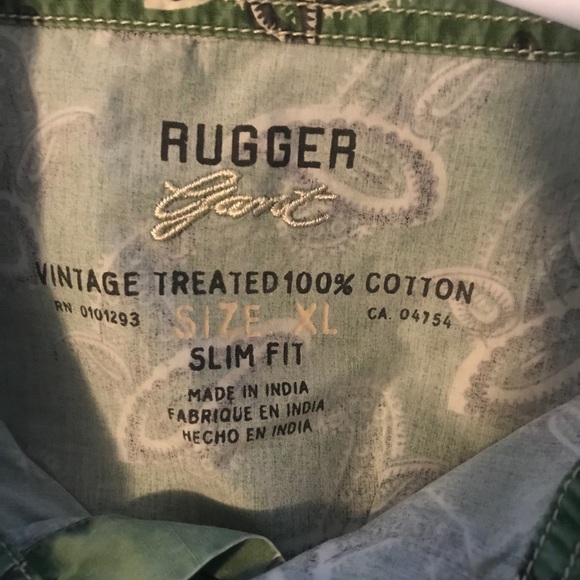 RUGGER
Gant
VINTAGE TREATED 100% COTTON
RN 0101293 SIZE XL CA. 04754
SLIM FIT
MADE IN INDIA
FABRIQUE EN INDIA
HECHO EN INDIA